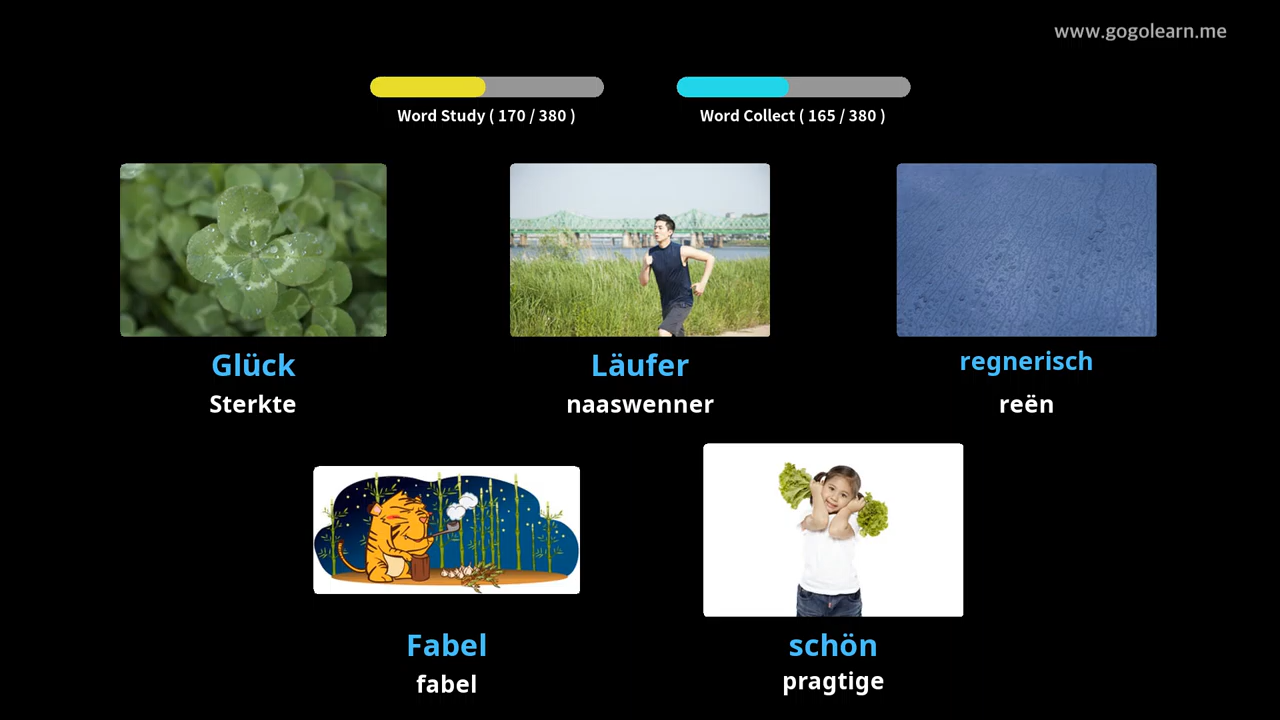 www.gogolearn.me
Word Study ( 170 / 380 )
Word Collect ( 165 / 380 )
Glück
Sterkte
Läufer
naaswenner
regnerisch
reën
Fabel
fabel
schön
pragtige